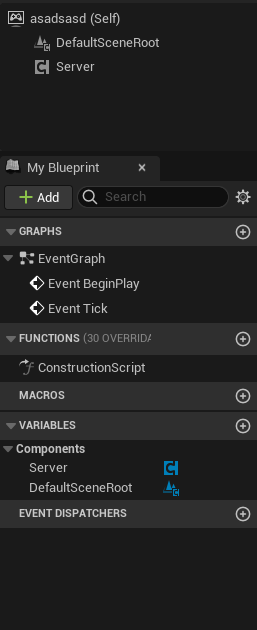 asadsasd (Self)
DefaultSceneRoot
Server
My Blueprint
Add
Search
GRAPHS
EventGraph
Event BeginPlay
Event Tick
FUNCTIONS (30 OVERRIDA
ConstructionScript
MACROS
VARIABLES
Components
Server
DefaultSceneRoot
EVENT DISPATCHERS